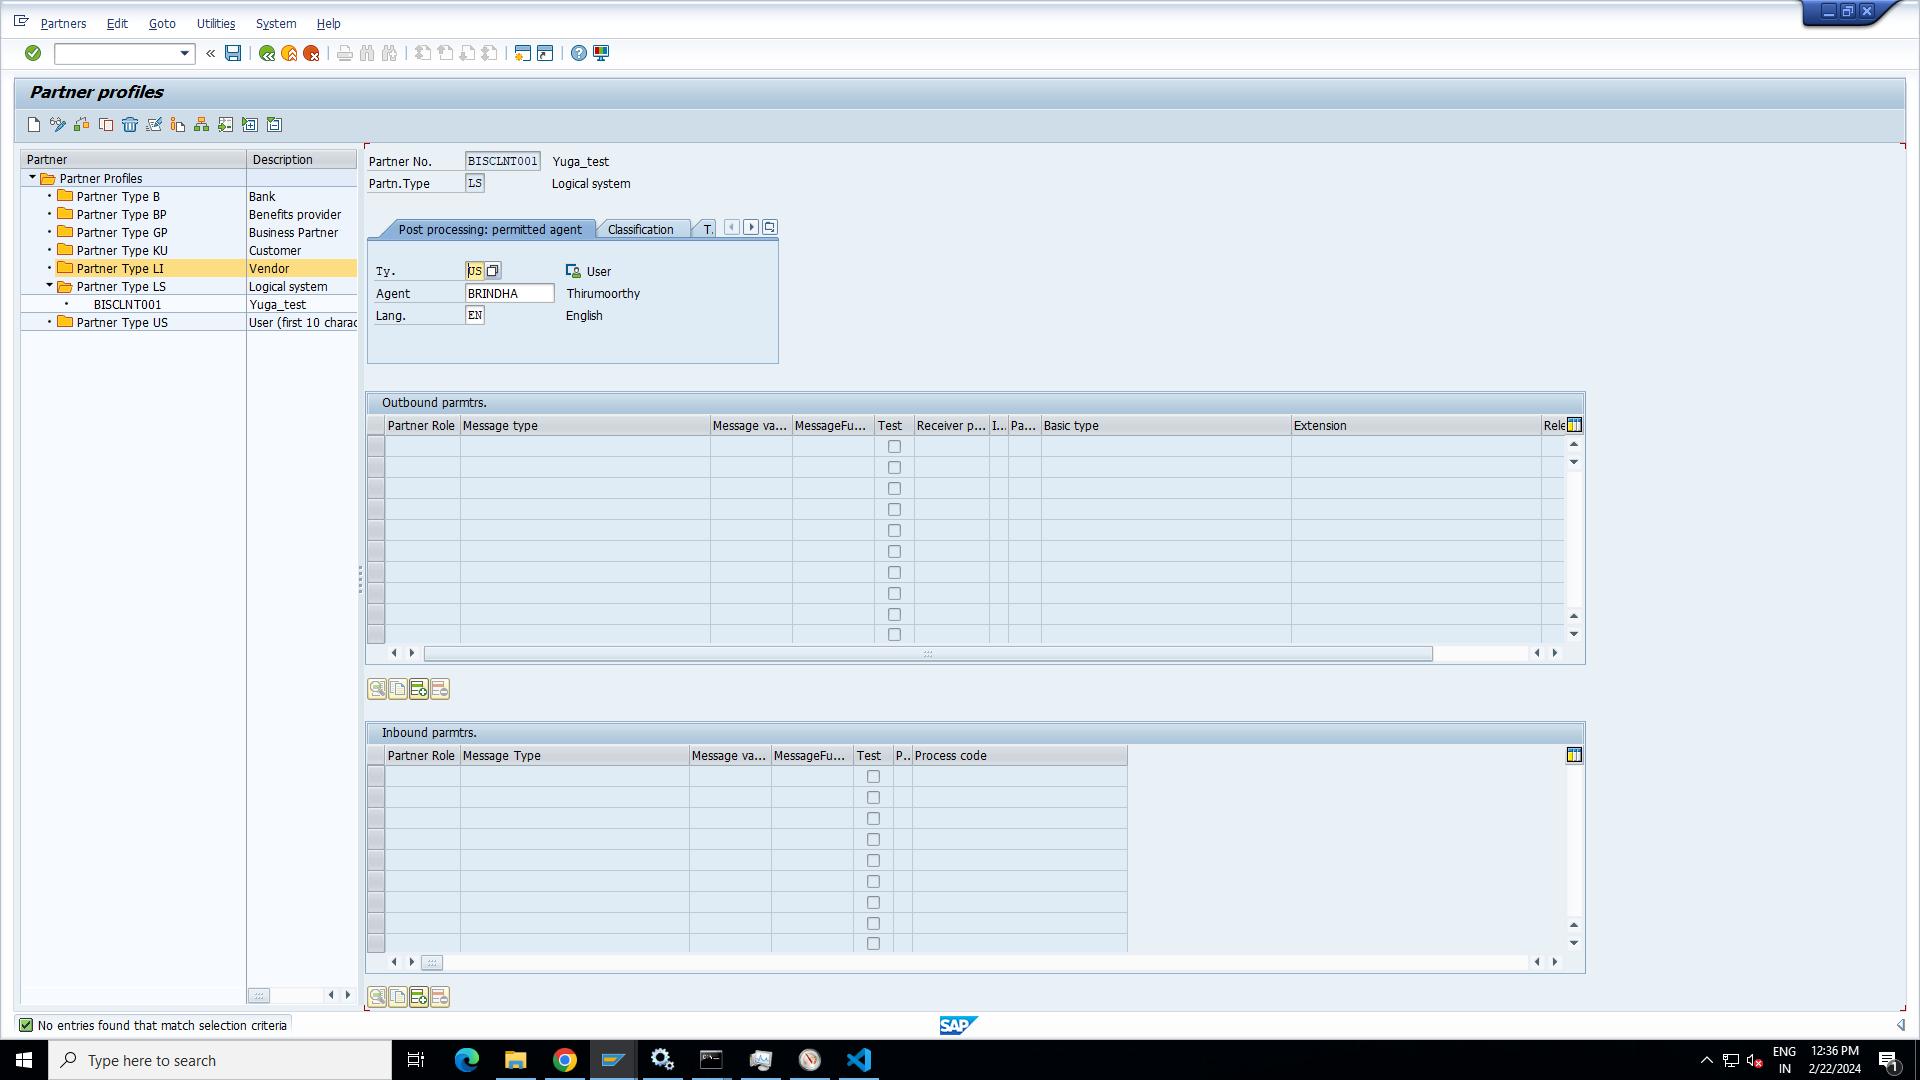 Partners Edit Goto Utilities System Help
Partner profiles
Partner Description
Partner Profiles
Partner Type B Bank
Partner Type BP Benefits provider
Partner Type GP Business Partner
Partner Type KU Customer
Partner Type LI Vendor
Partner Type LS Logical system
BISCLNT001 Yuga_test
Partner Type US User (first 10 charac
Partner No. BISCLNT001 Yuga_test
Partn.Type LS Logical system
Post processing: permitted agent Classification T.
Ty. US User
Agent BRINDHA Thirumoorthy
Lang. EN English
Outbound parmtrs.
Partner Role Message type Message va... MessageFu... Test Receiver p... I... Pa... Basic type Extension Rele
Inbound parmtrs.
Partner Role Message Type Message va... MessageFu... Test P.. Process code
No entries found that match selection criteria
SAP
Type here to search
ENG
IN
12:36 PM
2/22/2024
1